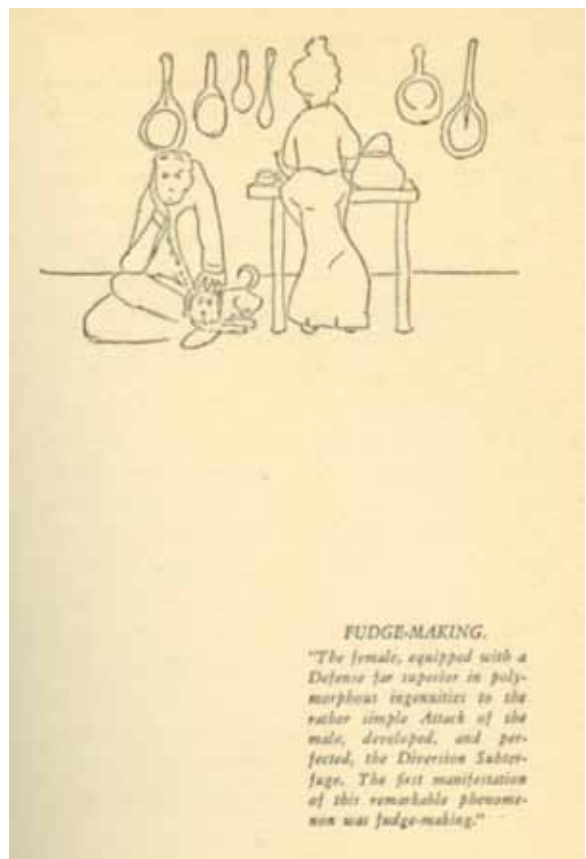 FUDGE-MAKING.
"The female, equipped with a
Defense far superior in poly-
morphous ingenuities to the
rather simple Attack of the
male, developed, and per-
fected, the Diversion Subter-
fuge. The first manifestation
of this remarkable phenome-
non was fudge-making."